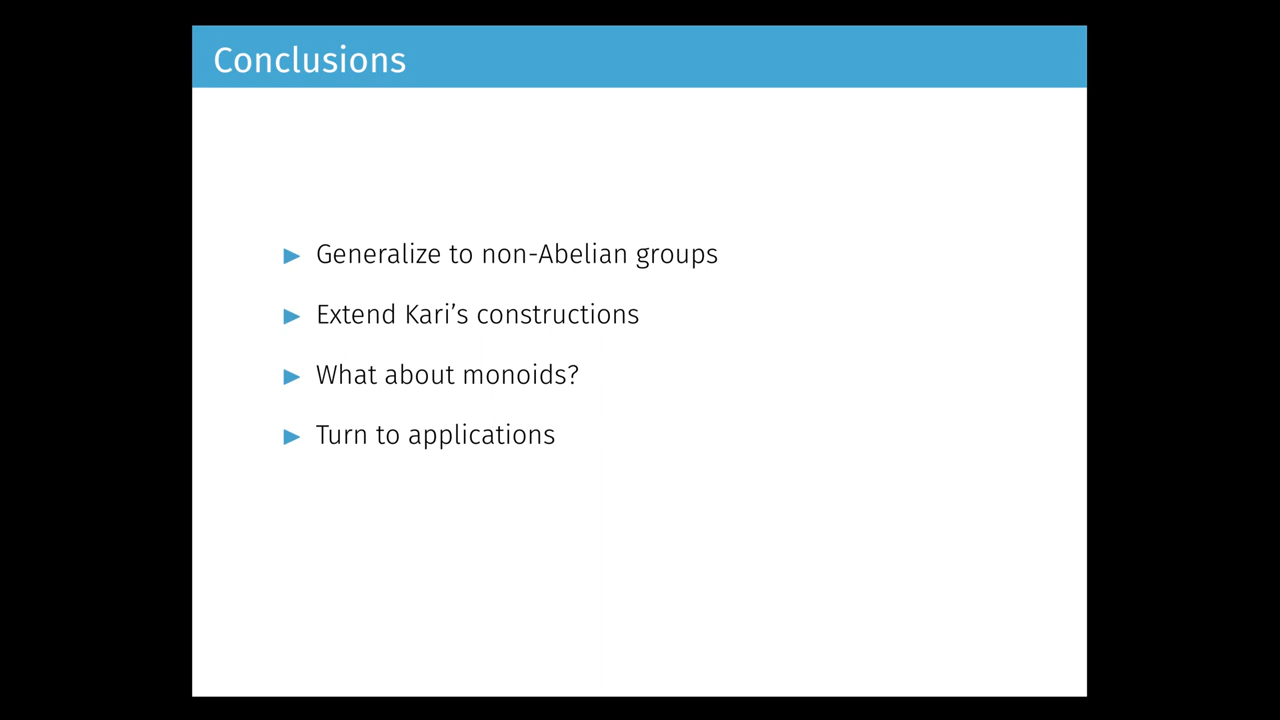 Conclusions
Generalize to non-Abelian groups
Extend Kari’s constructions
What about monoids?
Turn to applications